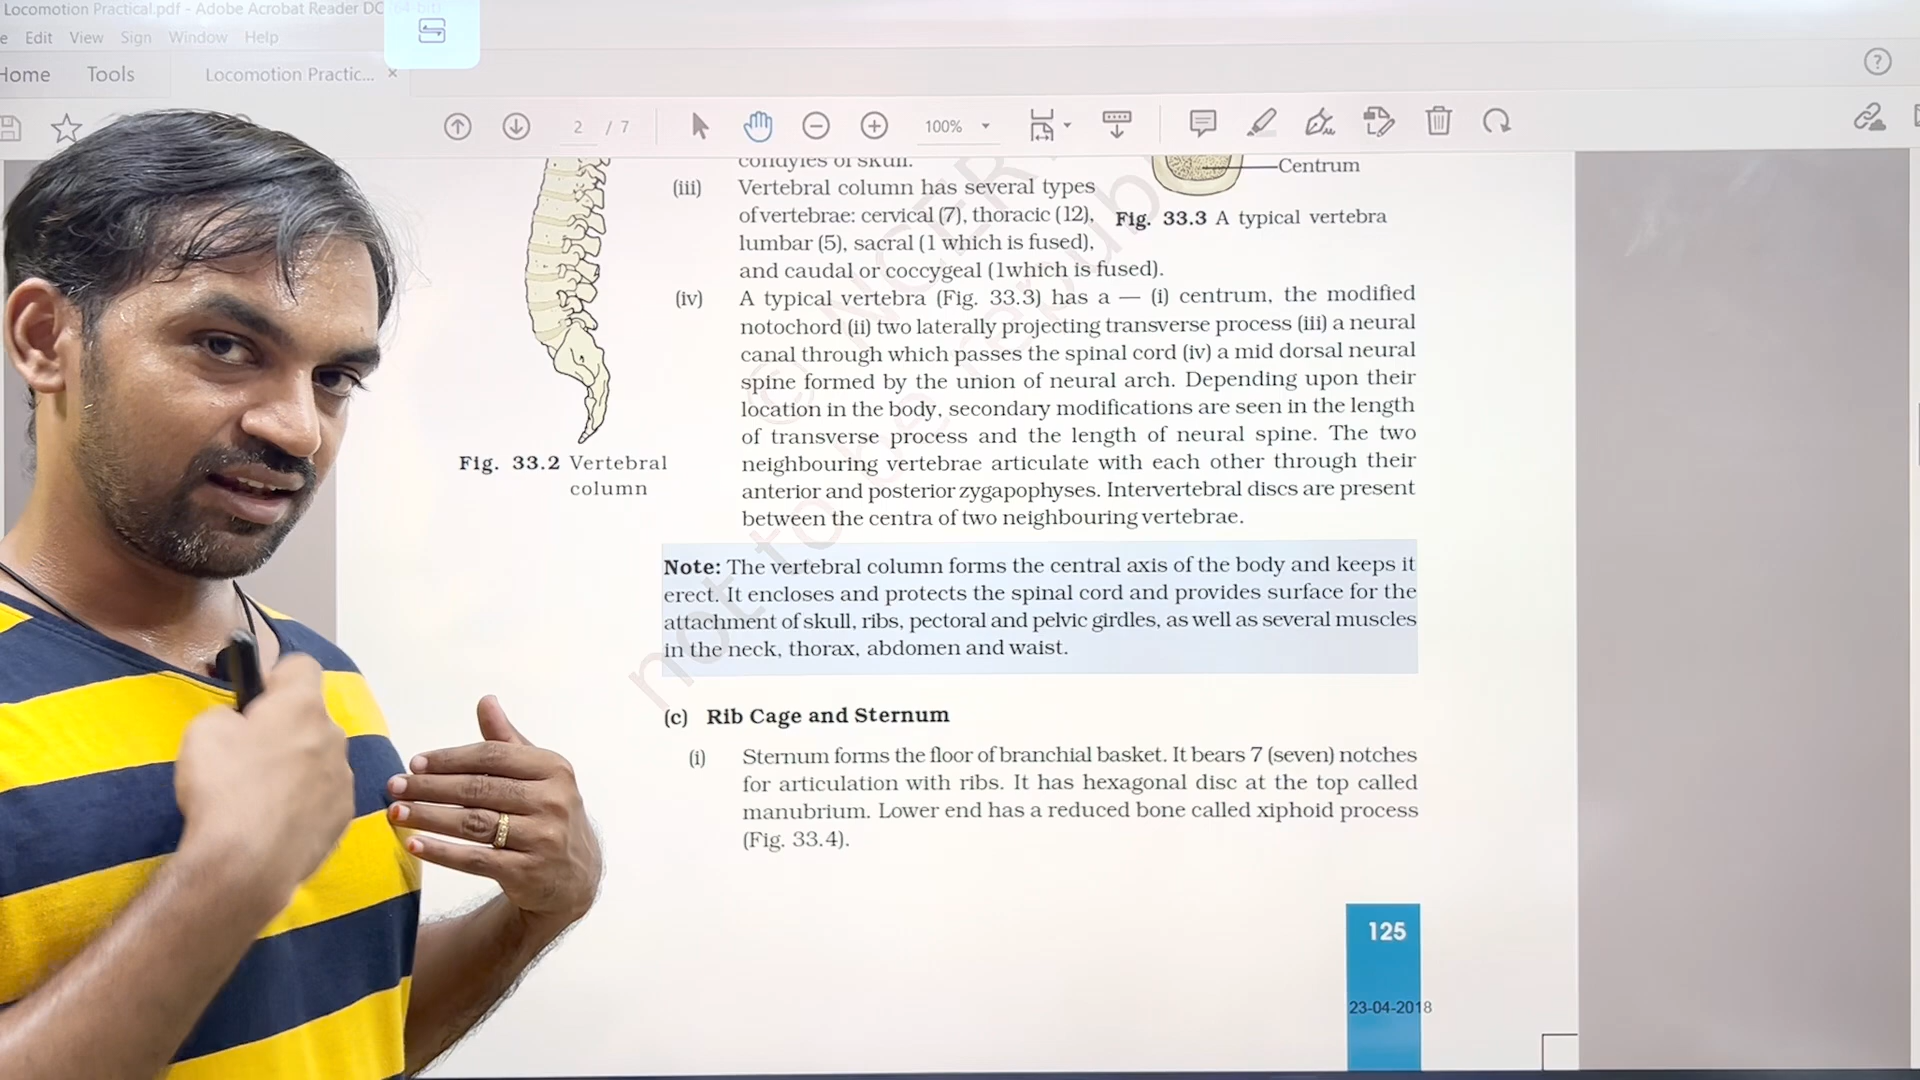 Locomotion Practical.pdf - Adobe Acrobat Reader DC (64-bit)
e Edit View Sign Window Help
Home Tools Locomotion Practic... ×
2 / 7 100%
condyles of skull.
Centrum
(iii) Vertebral column has several types
of vertebrae: cervical (7), thoracic (12),
Fig. 33.3 A typical vertebra
lumbar (5), sacral (1 which is fused),
and caudal or coccygeal (1which is fused).
(iv) A typical vertebra (Fig. 33.3) has a — (i) centrum, the modified
notochord (ii) two laterally projecting transverse process (iii) a neural
canal through which passes the spinal cord (iv) a mid dorsal neural
spine formed by the union of neural arch. Depending upon their
location in the body, secondary modifications are seen in the length
of transverse process and the length of neural spine. The two
neighbouring vertebrae articulate with each other through their
anterior and posterior zygapophyses. Intervertebral discs are present
between the centra of two neighbouring vertebrae.
Fig. 33.2 Vertebral
column
Note: The vertebral column forms the central axis of the body and keeps it
erect. It encloses and protects the spinal cord and provides surface for the
attachment of skull, ribs, pectoral and pelvic girdles, as well as several muscles
in the neck, thorax, abdomen and waist.
(c) Rib Cage and Sternum
(i) Sternum forms the floor of branchial basket. It bears 7 (seven) notches
for articulation with ribs. It has hexagonal disc at the top called
manubrium. Lower end has a reduced bone called xiphoid process
(Fig. 33.4).
125
23-04-2018
© NCER
not to republ